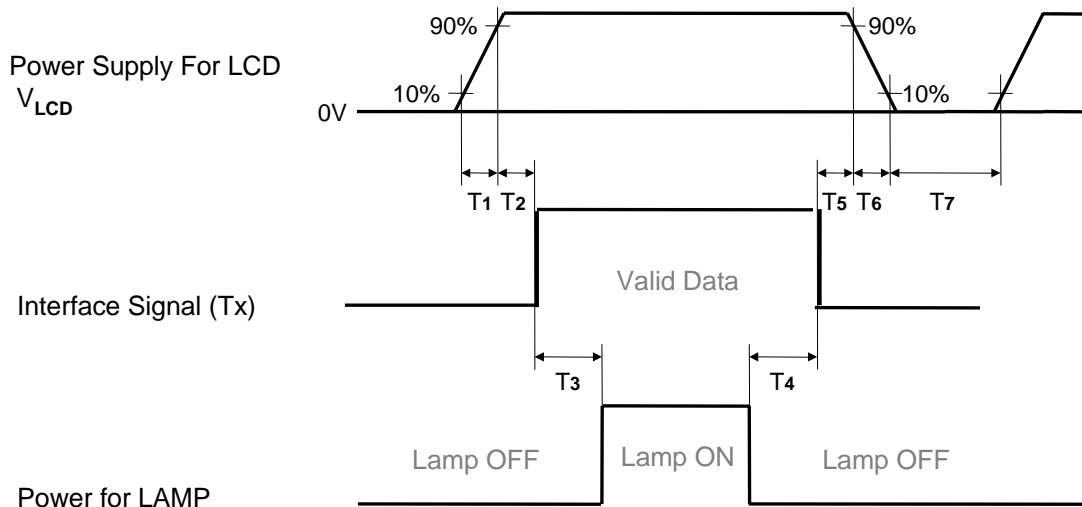 90%
90%
Power Supply For LCD
VLCD
10%
10%
0V
T1 T2
T5 T6 T7
Valid Data
Interface Signal (Tx)
T3
T4
Lamp OFF
Lamp ON
Lamp OFF
Power for LAMP